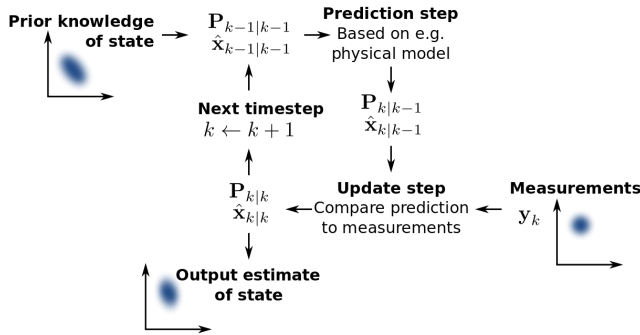 Prior knowledge
of state
P_{k−1|k−1}
x̂_{k−1|k−1}
Prediction step
Based on e.g.
physical model
P_{k|k−1}
x̂_{k|k−1}
Next timestep
k ← k + 1
P_{k|k}
x̂_{k|k}
Update step
Compare prediction
to measurements
Measurements
y_k
Output estimate
of state